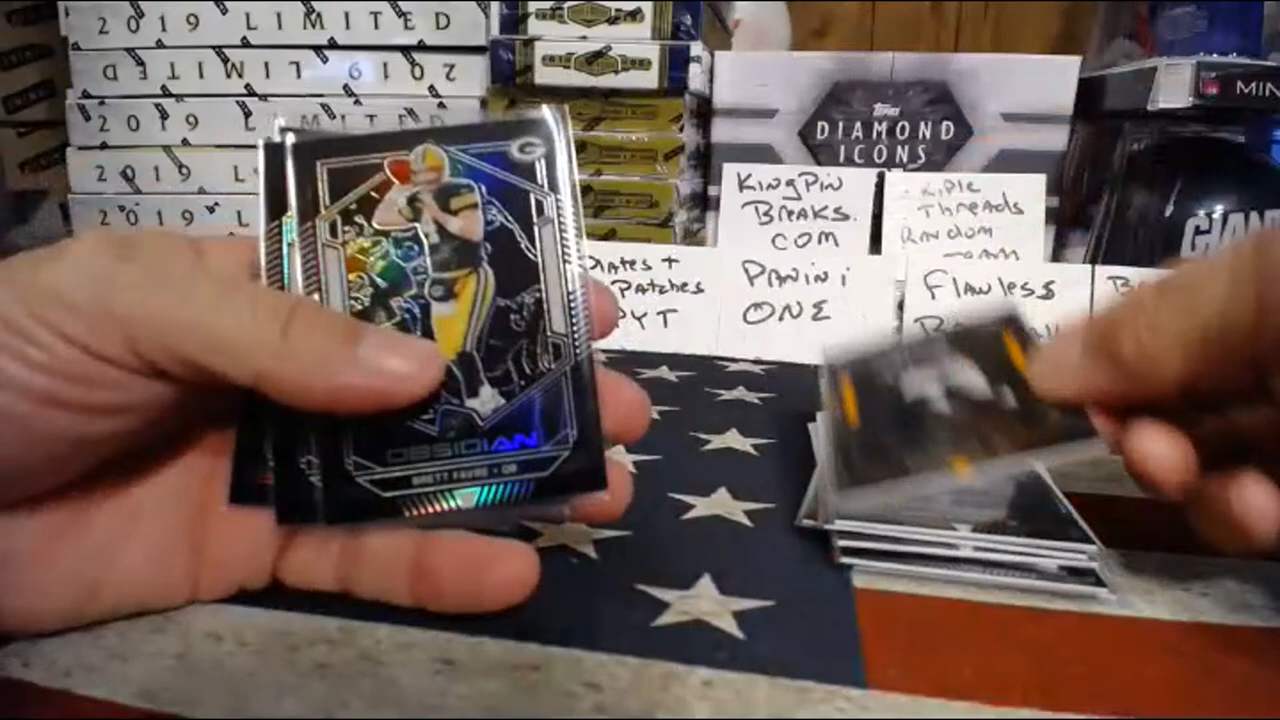 2019 LIMITED
2019 LIMITED
2019 LIMITED
2019 L
2019 L
TOPPS
DIAMOND
ICONS
MIN
GIAN
KINGPIN
BREAKS.
COM
PANINI
ONE
THREADS
RANDOM
PLATES +
PATCHES
PYT
FLAWLESS
G
OBSIDIAN
BRETT FAVRE • QB